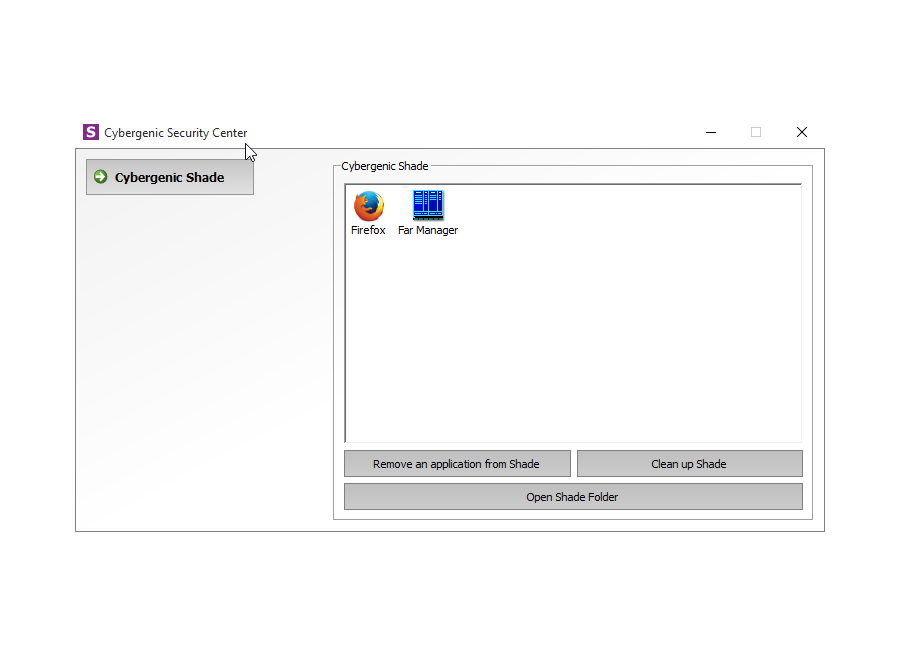 S Cybergenic Security Center
Cybergenic Shade
Cybergenic Shade
Firefox
Far Manager
Remove an application from Shade
Clean up Shade
Open Shade Folder